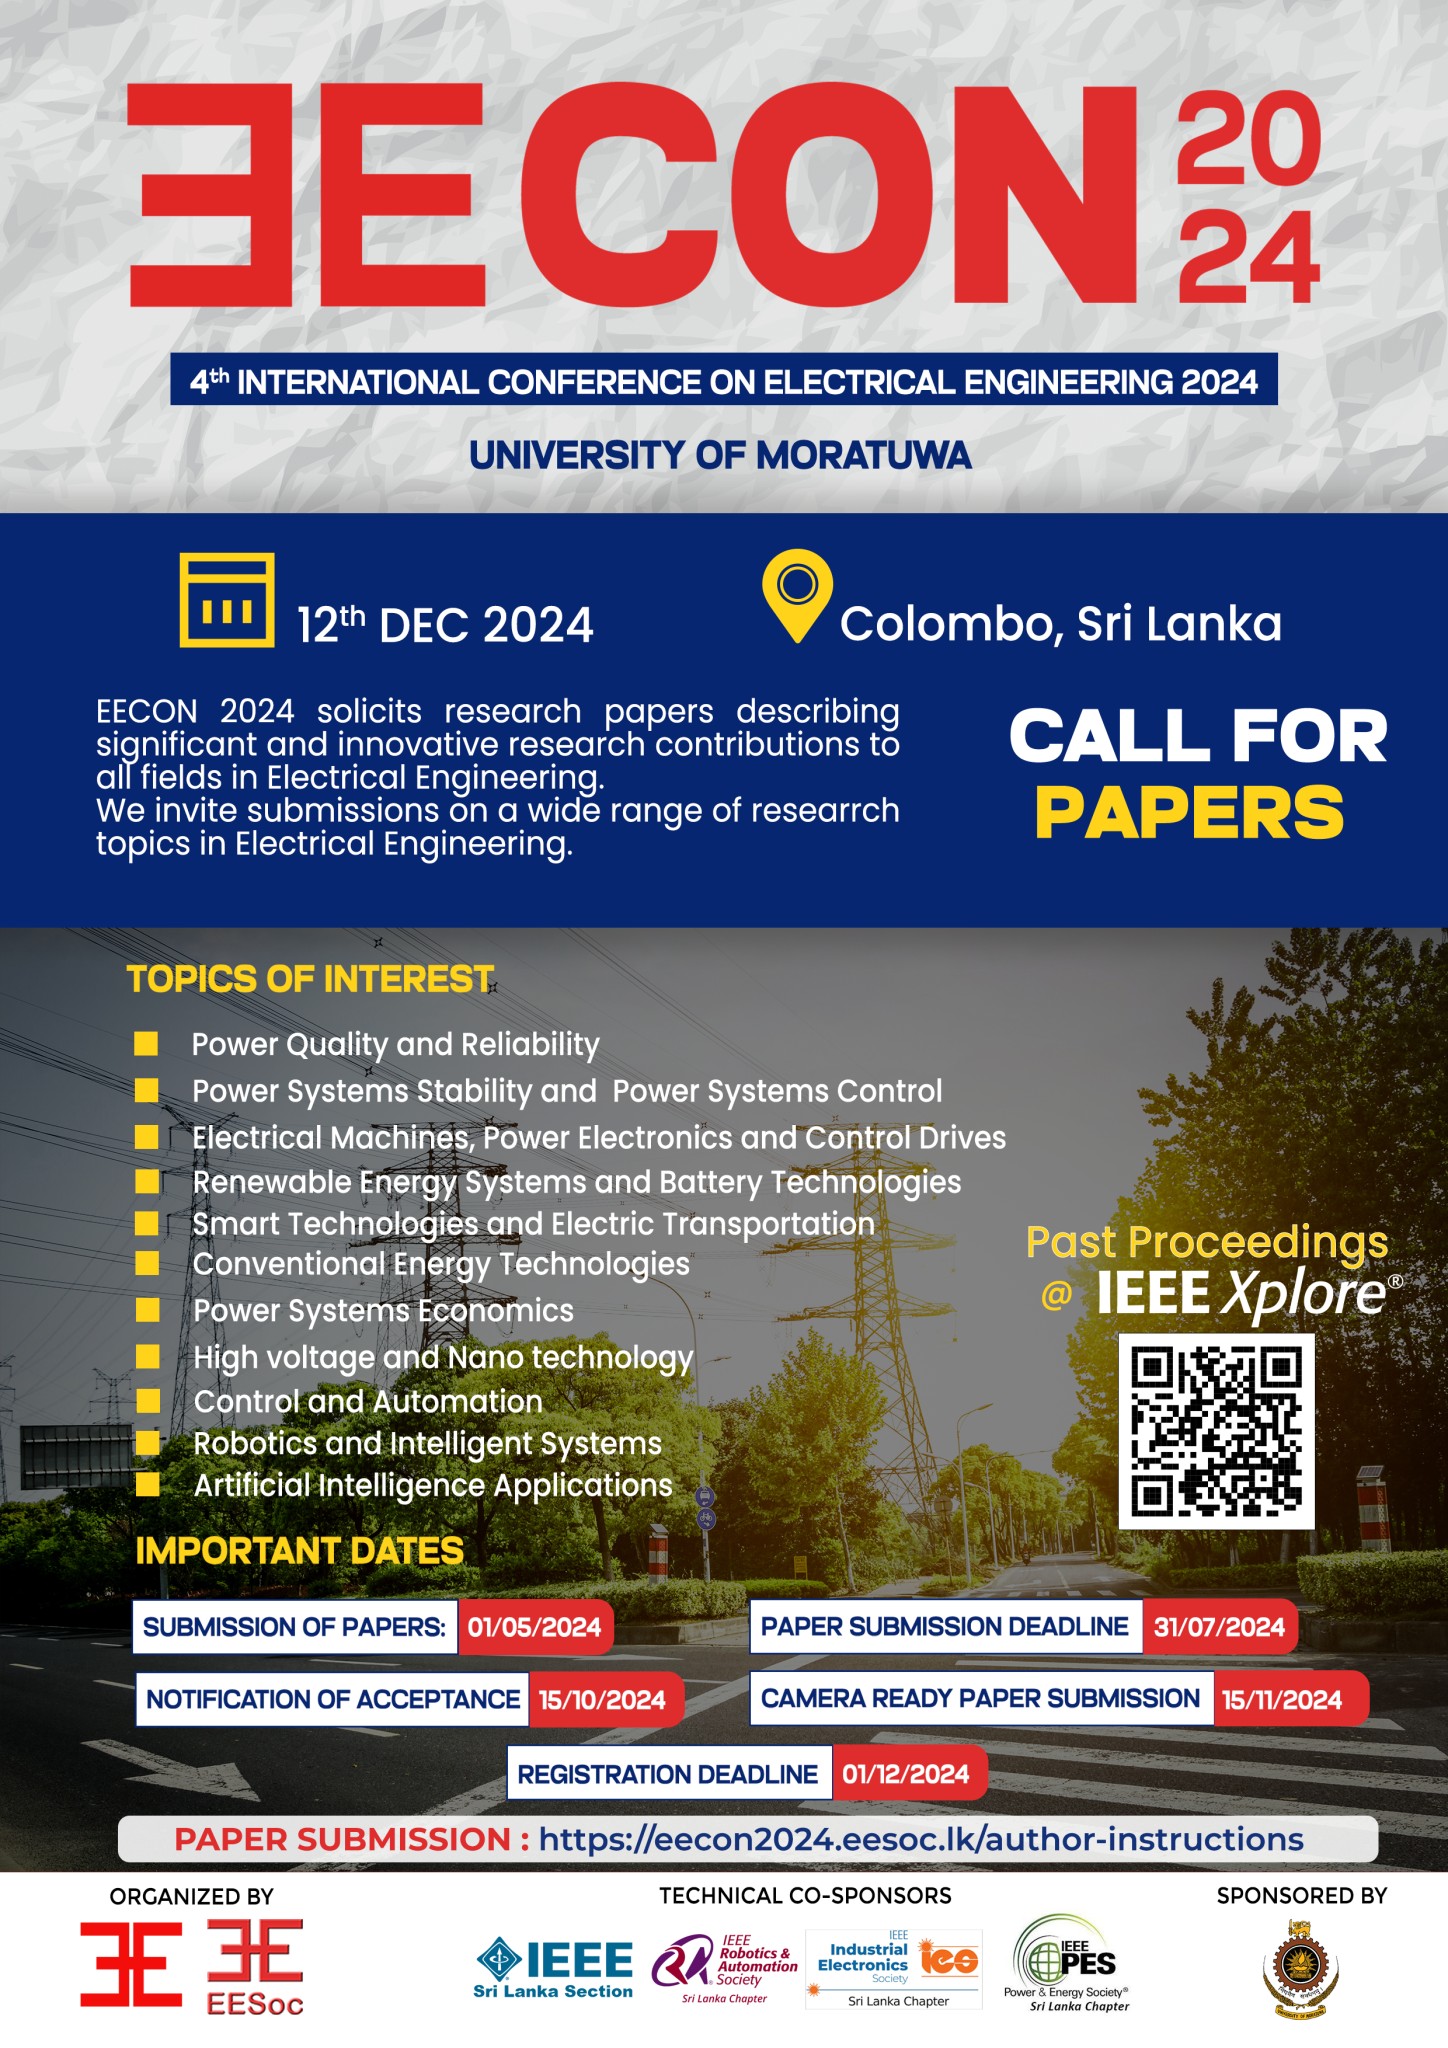 EECON 20
24
4th INTERNATIONAL CONFERENCE ON ELECTRICAL ENGINEERING 2024
UNIVERSITY OF MORATUWA
12th DEC 2024
Colombo, Sri Lanka
EECON 2024 solicits research papers describing
significant and innovative research contributions to
all fields in Electrical Engineering.
We invite submissions on a wide range of researrch
topics in Electrical Engineering.
CALL FOR
PAPERS
TOPICS OF INTEREST
Power Quality and Reliability
Power Systems Stability and Power Systems Control
Electrical Machines, Power Electronics and Control Drives
Renewable Energy Systems and Battery Technologies
Smart Technologies and Electric Transportation
Conventional Energy Technologies
Power Systems Economics
High voltage and Nano technology
Control and Automation
Robotics and Intelligent Systems
Artificial Intelligence Applications
Past Proceedings
@ IEEE Xplore®
IMPORTANT DATES
SUBMISSION OF PAPERS: 01/05/2024
PAPER SUBMISSION DEADLINE 31/07/2024
NOTIFICATION OF ACCEPTANCE 15/10/2024
CAMERA READY PAPER SUBMISSION 15/11/2024
REGISTRATION DEADLINE 01/12/2024
PAPER SUBMISSION : https://eecon2024.eesoc.lk/author-instructions
ORGANIZED BY
EE
EE
EESoc
TECHNICAL CO-SPONSORS
IEEE
Sri Lanka Section
RA
IEEE
Robotics &
Automation
Society
Sri Lanka Chapter
IEEE
Industrial
Electronics
Society
ies
Sri Lanka Chapter
IEEE
PES
Power & Energy Society®
Sri Lanka Chapter
SPONSORED BY